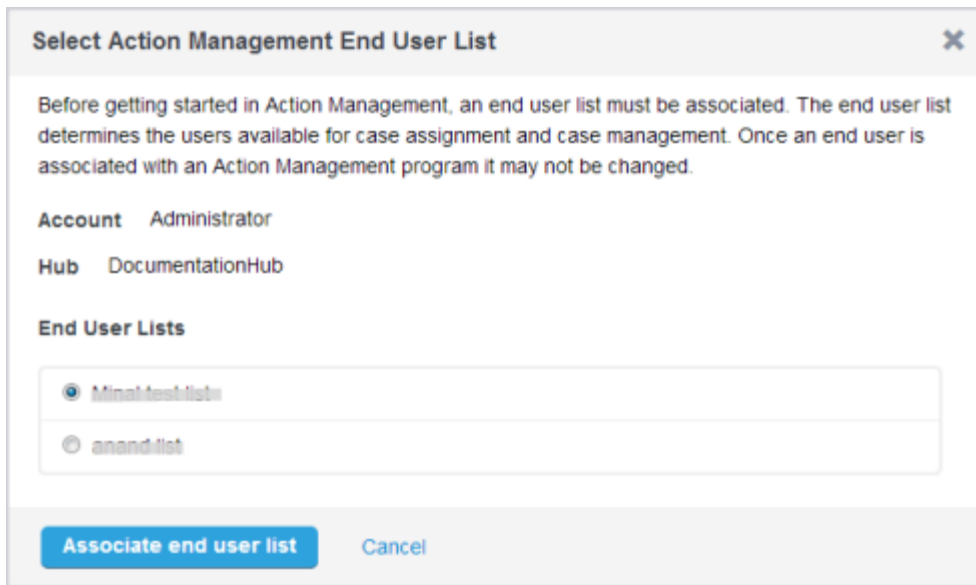 Select Action Management End User List
Before getting started in Action Management, an end user list must be associated. The end user list
determines the users available for case assignment and case management. Once an end user is
associated with an Action Management program it may not be changed.
Account Administrator
Hub DocumentationHub
End User Lists
Associate end user list Cancel